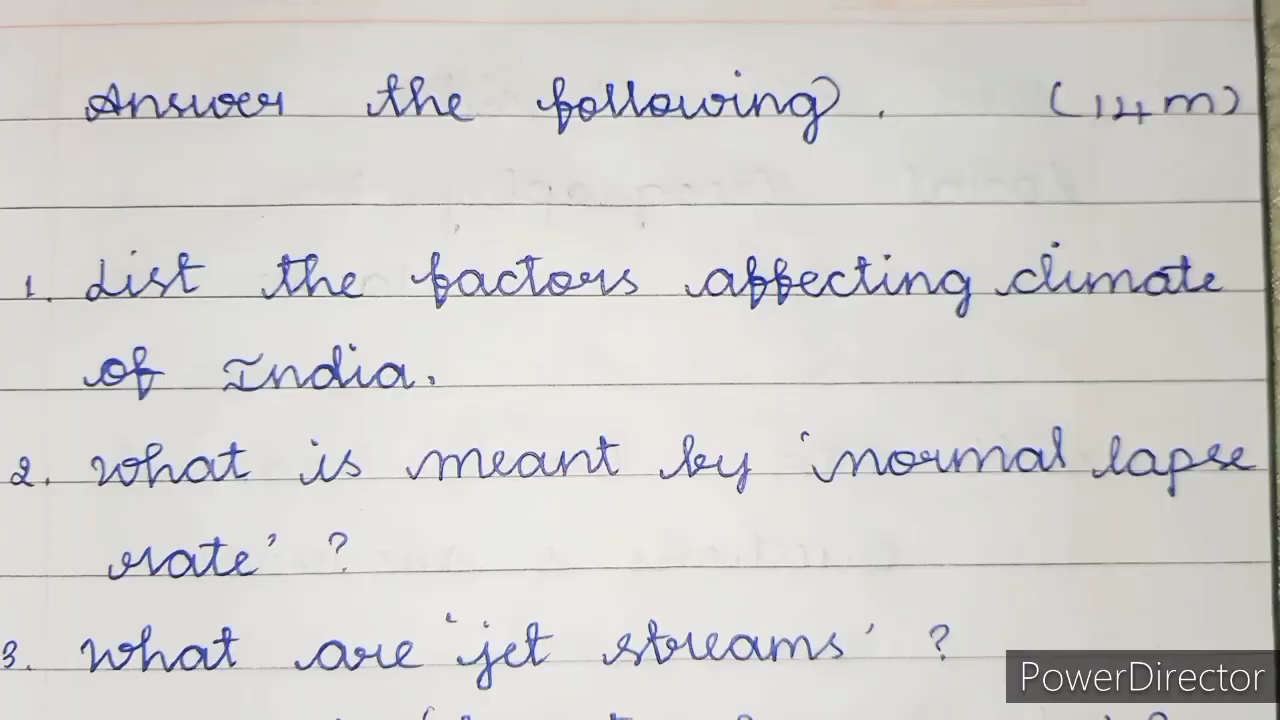 Answer the following. (14m)
1. List the factors affecting climate
of India.
2. What is meant by 'normal lapse
rate' ?
3. What are 'jet streams' ?
PowerDirector